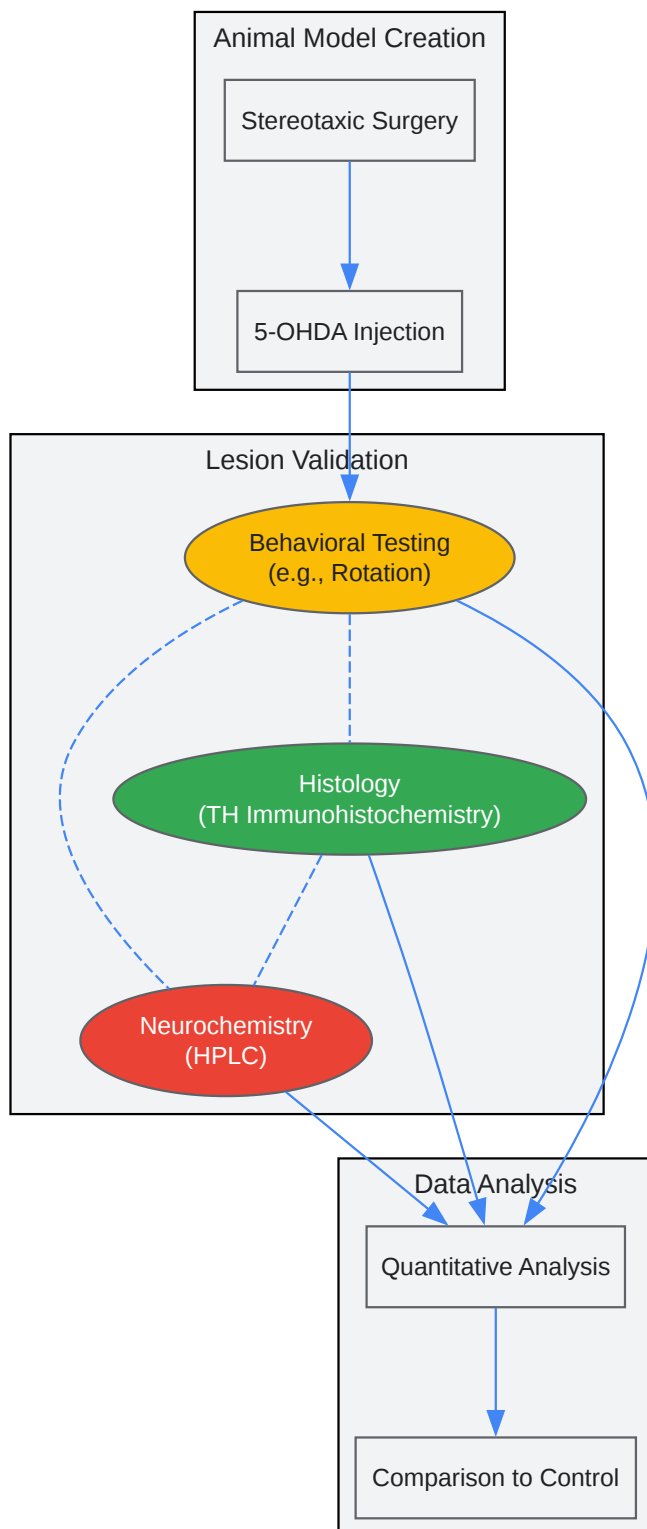 Animal Model Creation
Stereotaxic Surgery
5-OHDA Injection
Lesion Validation
Behavioral Testing
(e.g., Rotation)
Histology
(TH Immunohistochemistry)
Neurochemistry
(HPLC)
Data Analysis
Quantitative Analysis
Comparison to Control